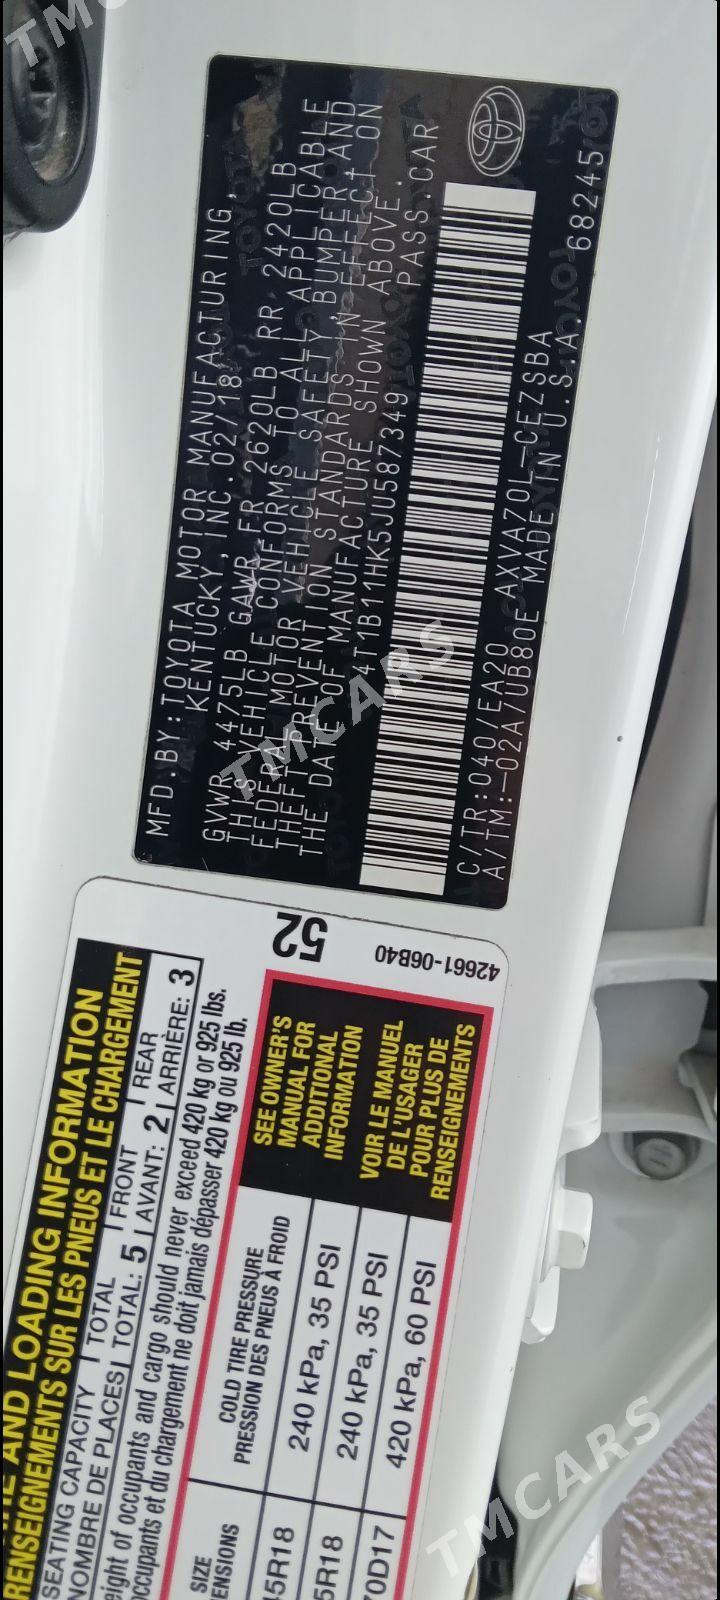 MFD.BY:TOYOTA MOTOR MANUFACTURING,
KENTUCKY,INC.02/18
GVWR 4475LB GAWR FR 2620LB RR 2420LB
THIS VEHICLE CONFORMS TO ALL APPLICABLE
FEDERAL MOTOR VEHICLE SAFETY,BUMPER,AND
THEFT PREVENTION STANDARDS IN EFFECT ON
THE DATE OF MANUFACTURE SHOWN ABOVE.
4T1B11HK5JU587349 PASS.CAR
C/TR:040/EA20 AXVA70L-CEZSBA
A/TM:-02A/UB80E MADE IN U.S.A. 68245
52
42661-06B40
AND LOADING INFORMATION
RENSEIGNEMENTS SUR LES PNEUS ET LE CHARGEMENT
SEATING CAPACITY TOTAL FRONT REAR
NOMBRE DE PLACES TOTAL: 5 AVANT: 2 ARRIÈRE: 3
of occupants and cargo should never exceed 420 kg or 925 lbs.
occupants et du chargement ne doit jamais dépasser 420 kg ou 925 lb.
SIZE
COLD TIRE PRESSURE
PRESSION DES PNEUS À FROID
5R18 240 kPa, 35 PSI
5R18 240 kPa, 35 PSI
70D17 420 kPa, 60 PSI
SEE OWNER'S
MANUAL FOR
ADDITIONAL
INFORMATION
VOIR LE MANUEL
DE L'USAGER
POUR PLUS DE
RENSEIGNEMENTS
TMCARS
TMCARS